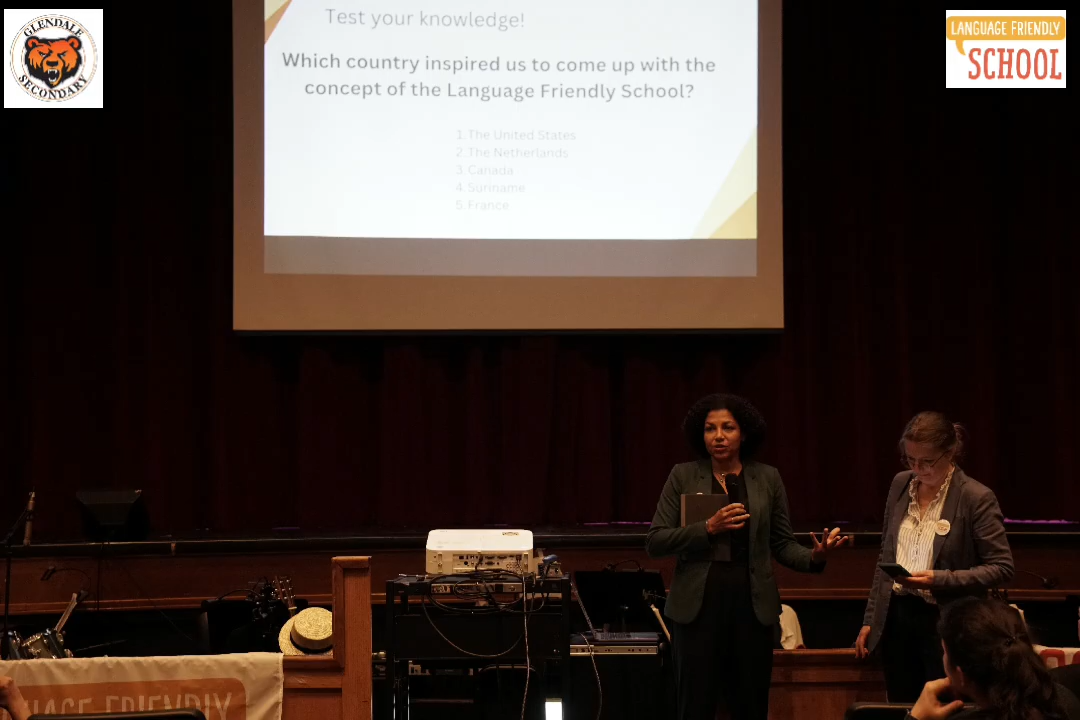 GLENDALE
SECONDARY
LANGUAGE FRIENDLY
SCHOOL
Test your knowledge!
Which country inspired us to come up with the
concept of the Language Friendly School?
1. The United States
2. The Netherlands
3. Canada
4. Suriname
5. France
FRIENDLY